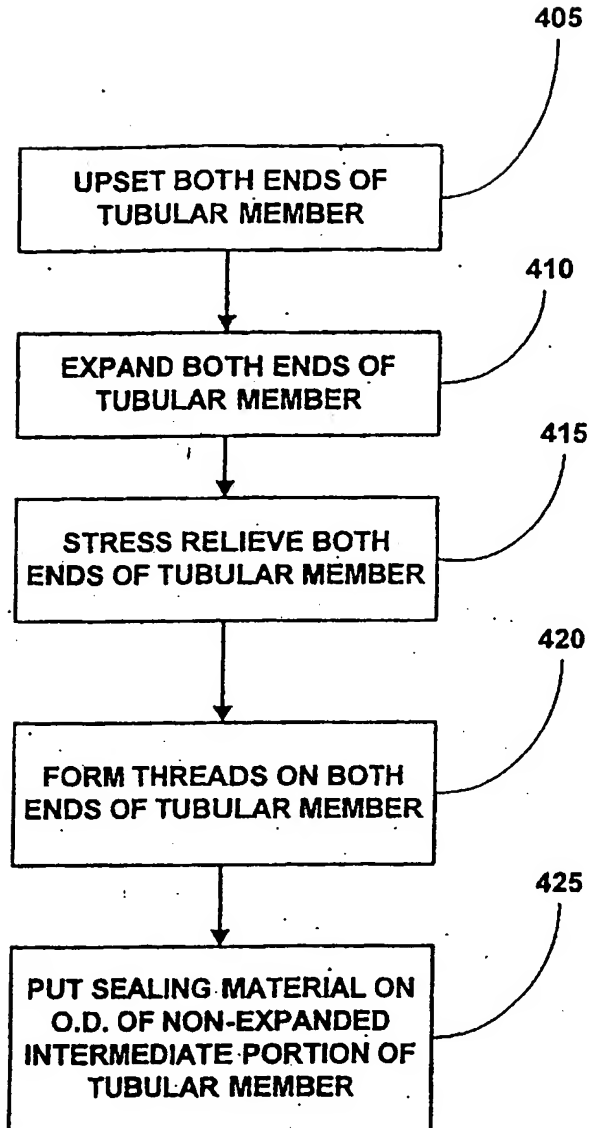 405
UPSET BOTH ENDS OF
TUBULAR MEMBER
410
EXPAND BOTH ENDS OF
TUBULAR MEMBER
415
STRESS RELIEVE BOTH
ENDS OF TUBULAR MEMBER
420
FORM THREADS ON BOTH
ENDS OF TUBULAR MEMBER
425
PUT SEALING MATERIAL ON
O.D. OF NON-EXPANDED
INTERMEDIATE PORTION OF
TUBULAR MEMBER